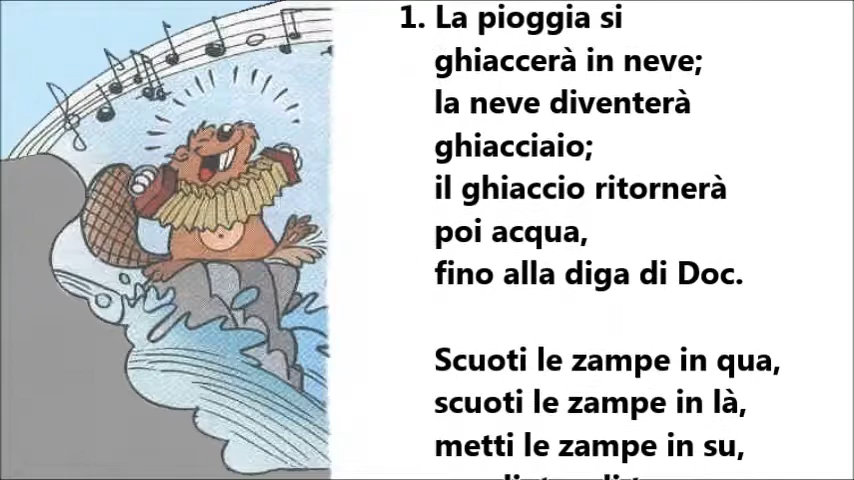 1. La pioggia si
ghiaccerà in neve;
la neve diventerà
ghiacciaio;
il ghiaccio ritornerà
poi acqua,
fino alla diga di Doc.
Scuoti le zampe in qua,
scuoti le zampe in là,
metti le zampe in su,